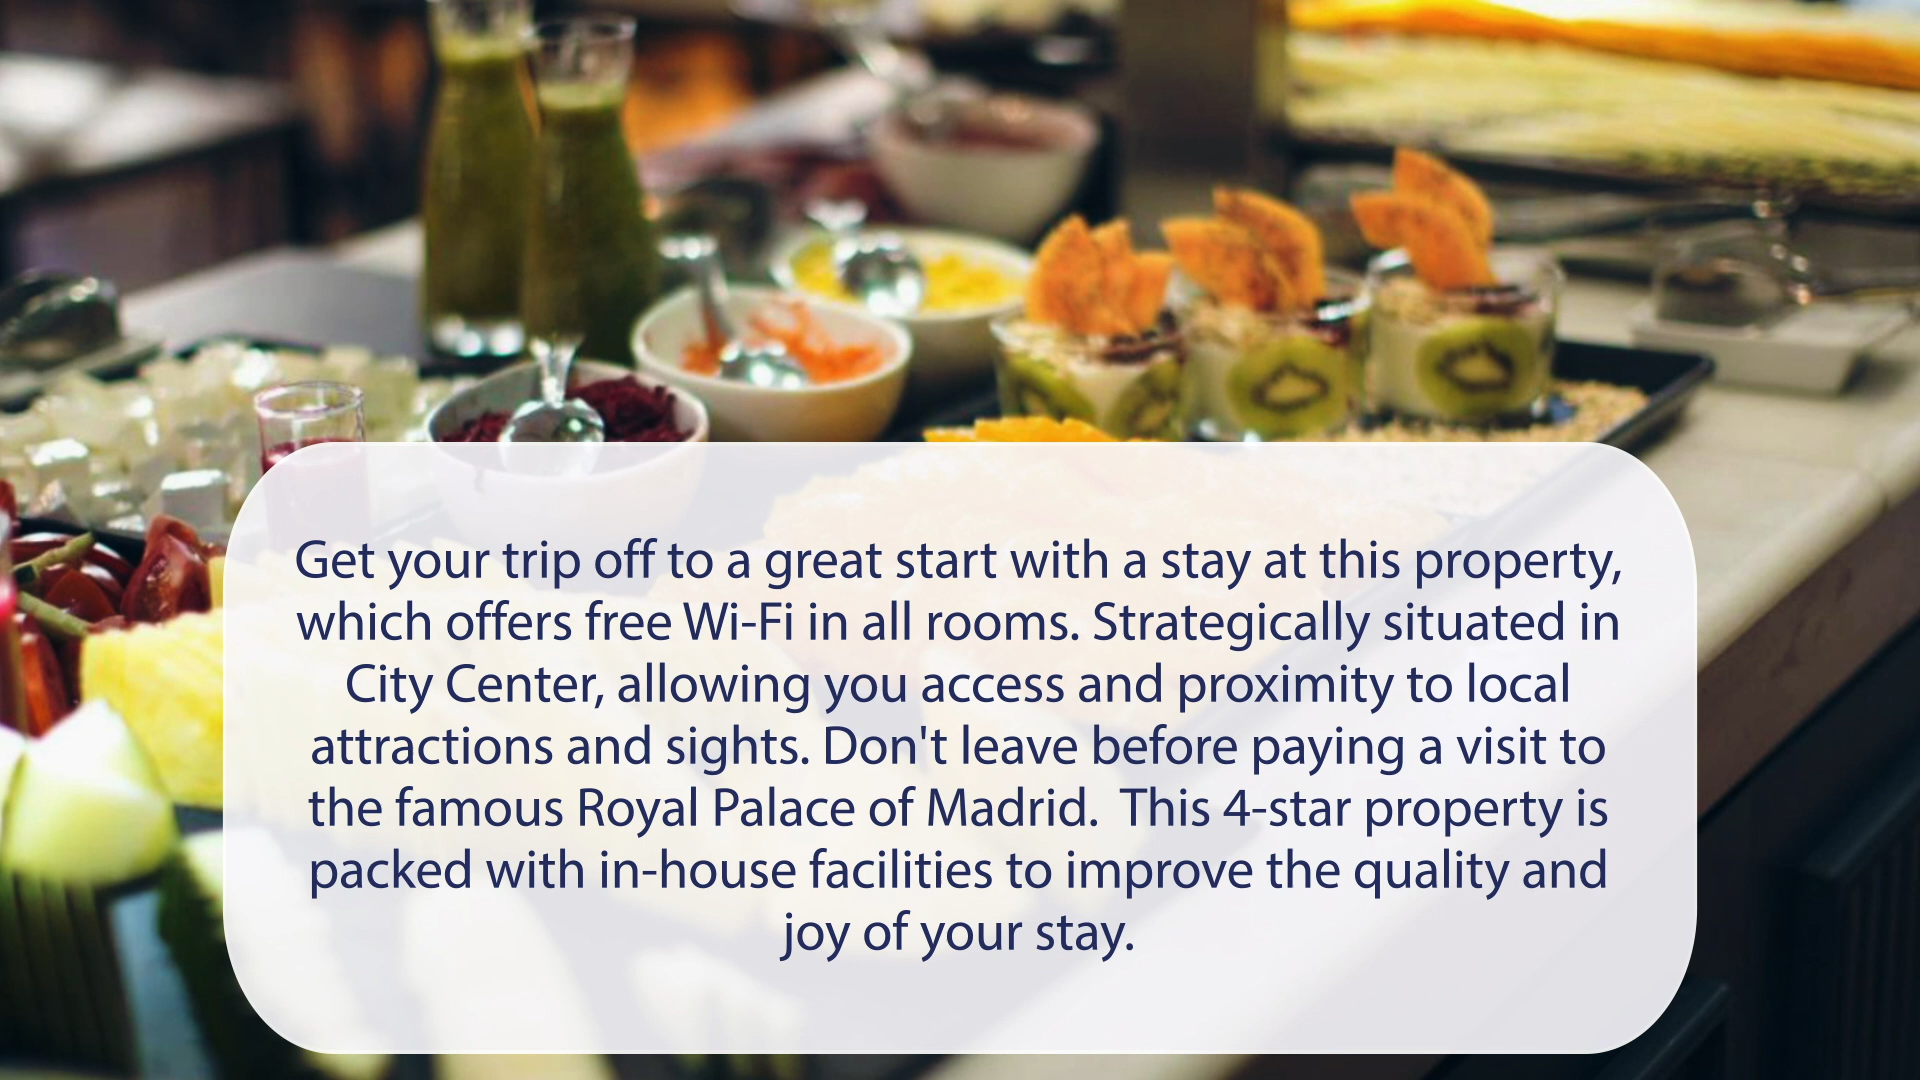 Get your trip off to a great start with a stay at this property,
which offers free Wi-Fi in all rooms. Strategically situated in
City Center, allowing you access and proximity to local
attractions and sights. Don't leave before paying a visit to
the famous Royal Palace of Madrid.  This 4-star property is
packed with in-house facilities to improve the quality and
joy of your stay.